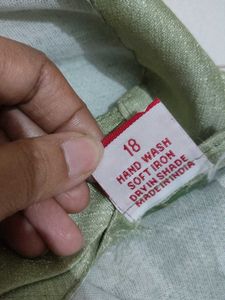 18
HAND WASH
SOFT IRON
DRY IN SHADE
MADE IN INDIA